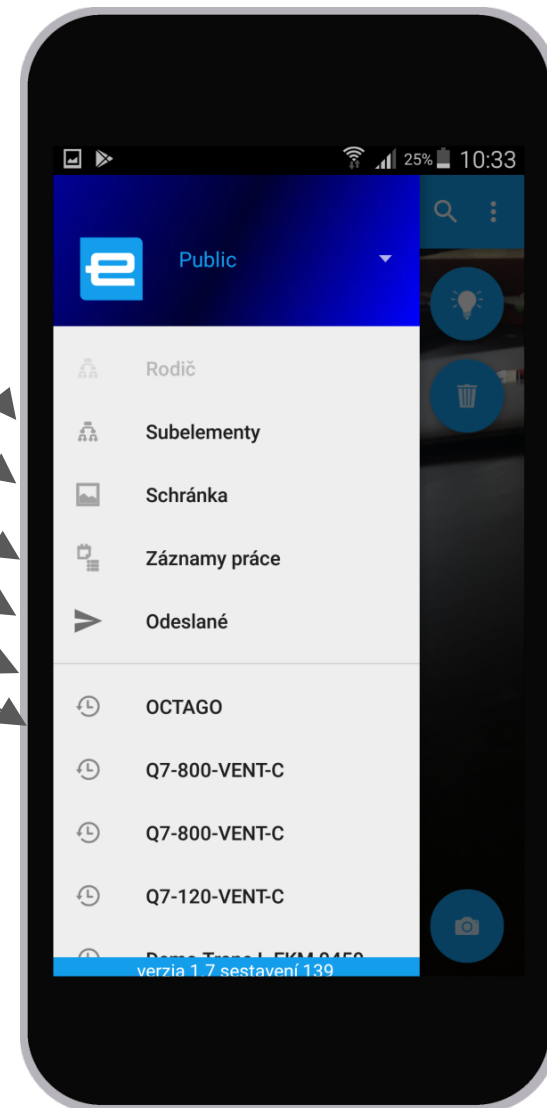 25% 10:33
Public
Rodič
Subelementy
Schránka
Záznamy práce
Odeslané
OCTAGO
Q7-800-VENT-C
Q7-800-VENT-C
Q7-120-VENT-C
verzia 1.7 sestavení 139